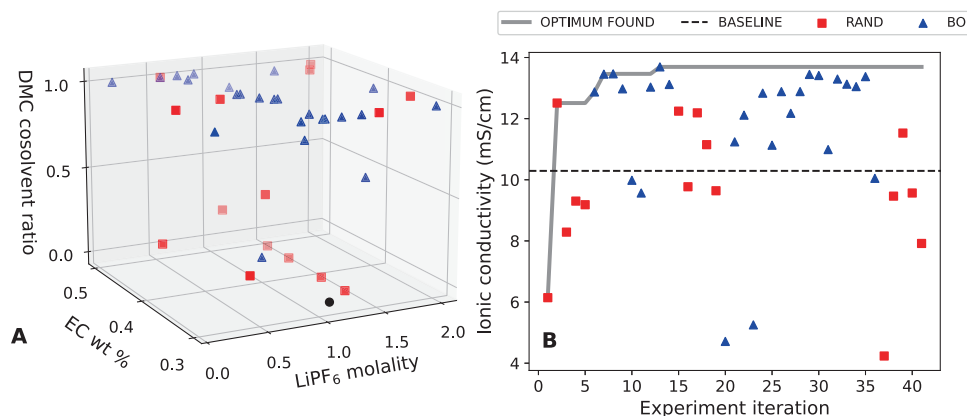 OPTIMUM FOUND BASELINE RAND BO
DMC cosolvent ratio
1.0
0.5
0.0
0.5
0.4
0.3
EC wt %
0.0
0.5
1.0
1.5
2.0
LiPF6 molality
A
Ionic conductivity (mS/cm)
14
12
10
8
6
4
B
0 5 10 15 20 25 30 35 40
Experiment iteration